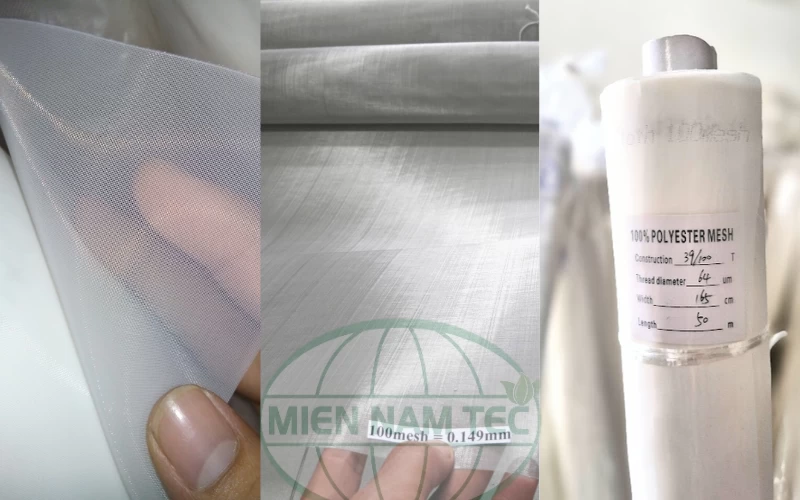 MIEN NAM TEC
100mesh = 0.149mm
100% POLYESTER MESH
Construction 39/100 T
Thread diameter 64 um
Width 165 cm
Length 50 m